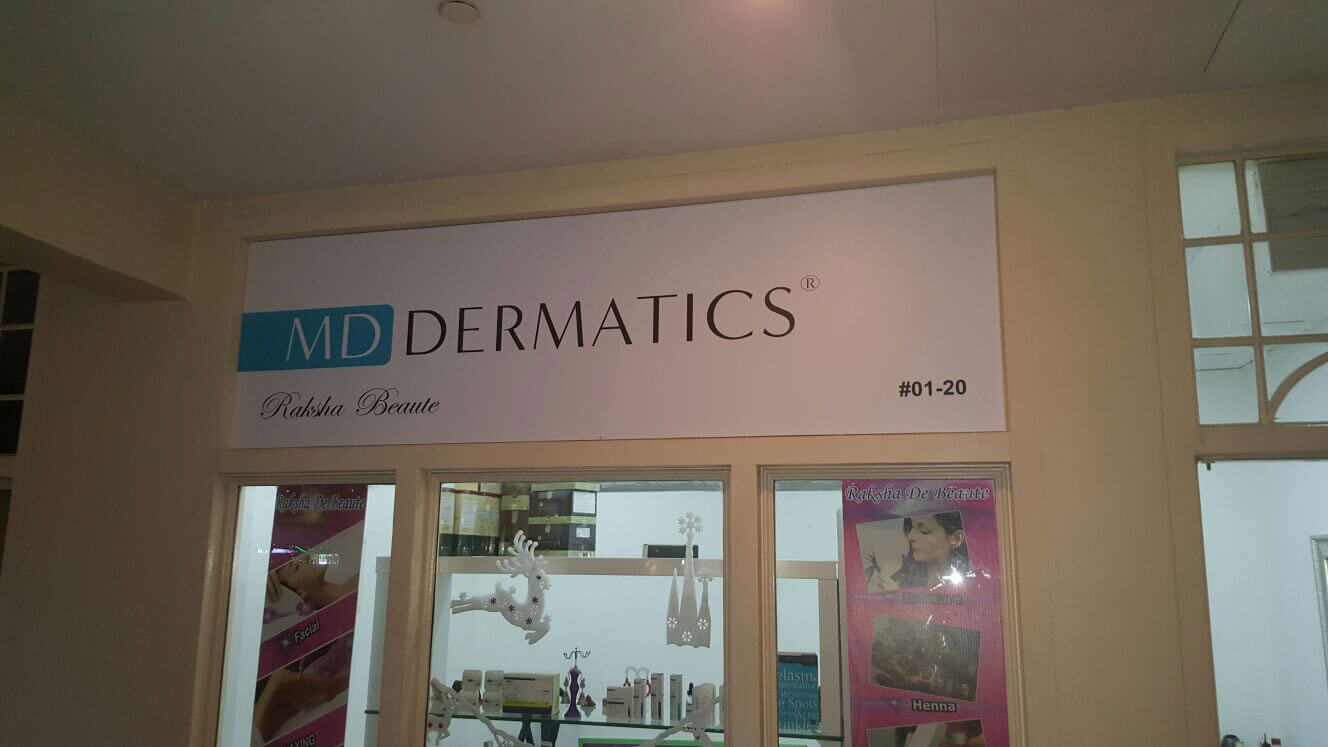 MD DERMATICS®
Raksha Beaute
#01-20
Raksha De Beaute
Facial
Raksha De Beaute
Henna